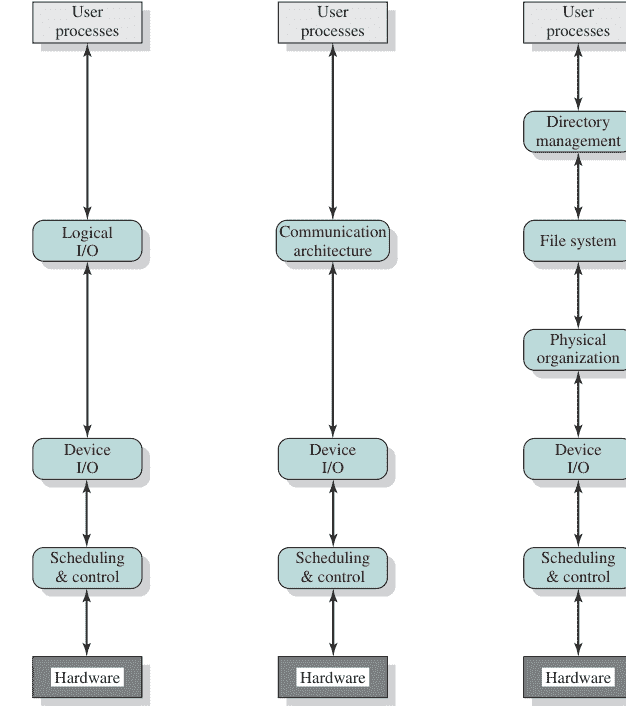 User
processes
Logical
I/O
Device
I/O
Scheduling
& control
Hardware
User
processes
Communication
architecture
Device
I/O
Scheduling
& control
Hardware
User
processes
Directory
management
File system
Physical
organization
Device
I/O
Scheduling
& control
Hardware